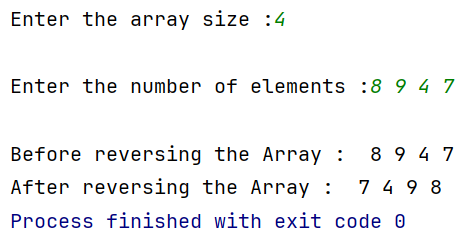 Enter the array size :4
Enter the number of elements :8 9 4 7
Before reversing the Array :  8 9 4 7
After reversing the Array :  7 4 9 8
Process finished with exit code 0